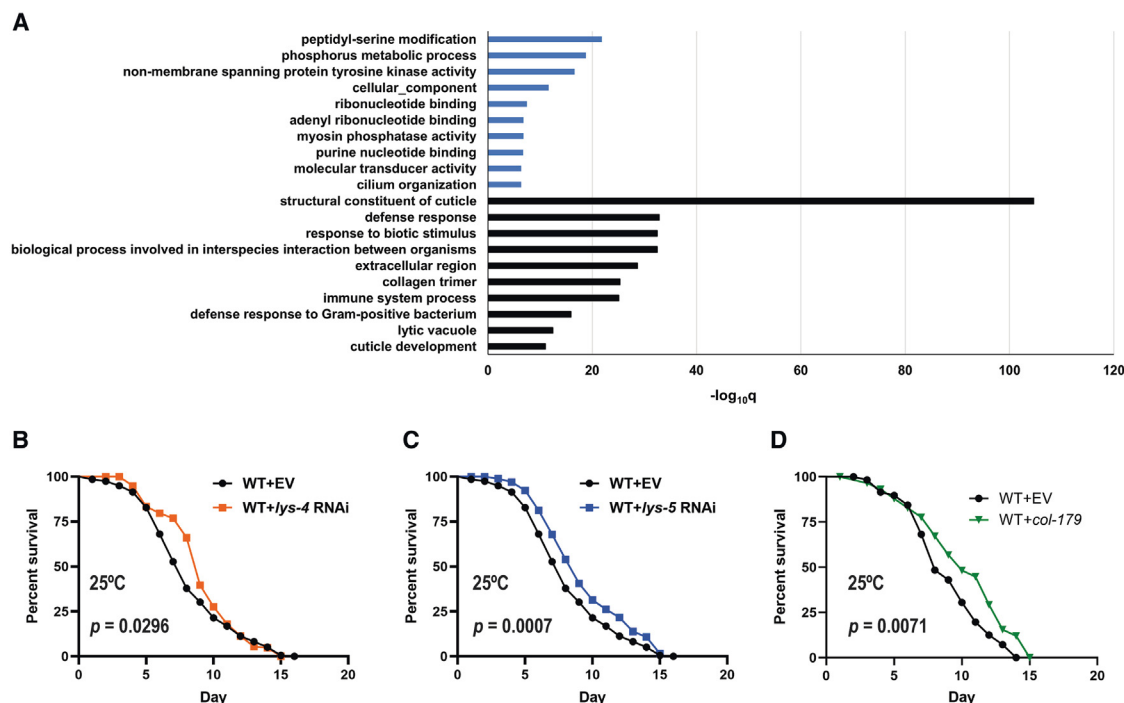 A
peptidyl-serine modification
phosphorus metabolic process
non-membrane spanning protein tyrosine kinase activity
cellular_component
ribonucleotide binding
adenyl ribonucleotide binding
myosin phosphatase activity
purine nucleotide binding
molecular transducer activity
cilium organization
structural constituent of cuticle
defense response
response to biotic stimulus
biological process involved in interspecies interaction between organisms
extracellular region
collagen trimer
immune system process
defense response to Gram-positive bacterium
lytic vacuole
cuticle development
0 20 40 60 80 100 120
-log10q
B
Percent survival
100
75
50
25
0
WT+EV
WT+lys-4 RNAi
25ºC
p = 0.0296
0 5 10 15 20
Day
C
Percent survival
100
75
50
25
0
WT+EV
WT+lys-5 RNAi
25ºC
p = 0.0007
0 5 10 15 20
Day
D
Percent survival
100
75
50
25
0
WT+EV
WT+col-179
25ºC
p = 0.0071
0 5 10 15 20
Day